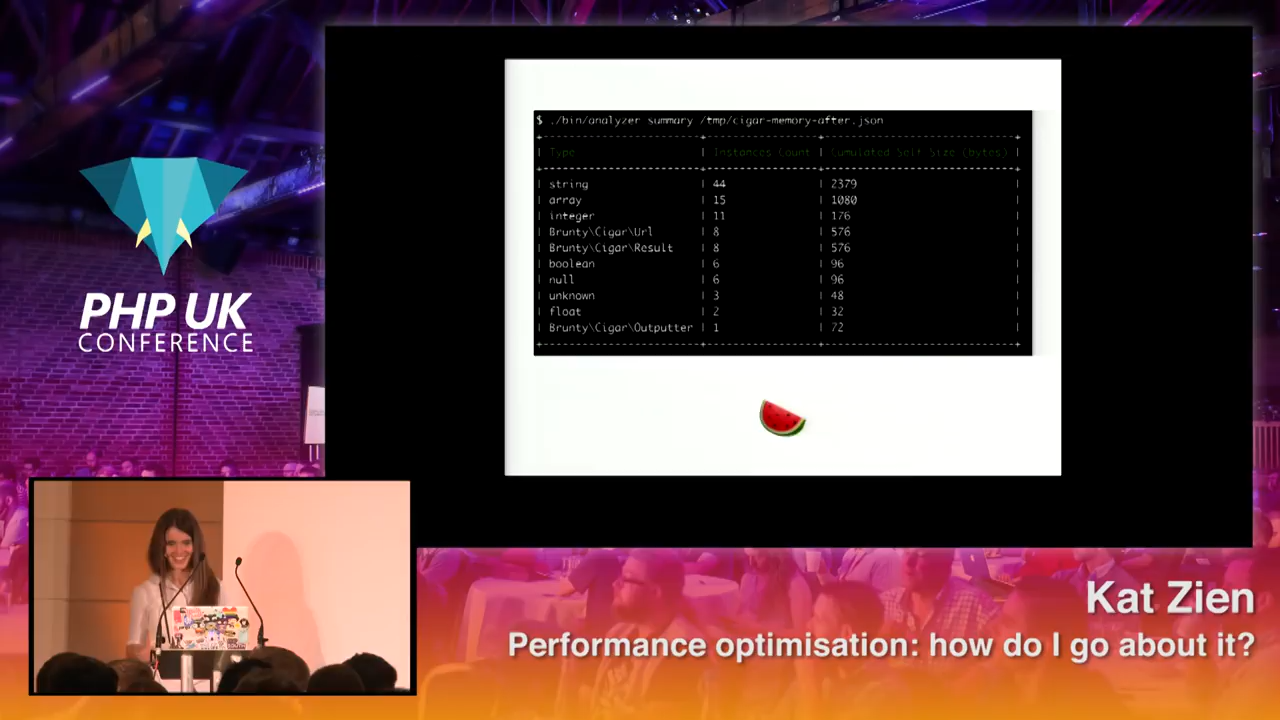 $ ./bin/analyzer summary /tmp/cigar-memory-after.json
| Type | Instances Count | Cumulated Self Size (bytes) |
| string | 44 | 2379 |
| array | 15 | 1080 |
| integer | 11 | 176 |
| Brunty\Cigar\Url | 8 | 576 |
| Brunty\Cigar\Result | 8 | 576 |
| boolean | 6 | 96 |
| null | 6 | 96 |
| unknown | 3 | 48 |
| float | 2 | 32 |
| Brunty\Cigar\Outputter | 1 | 72 |
PHP UK
CONFERENCE
Kat Zien
Performance optimisation: how do I go about it?